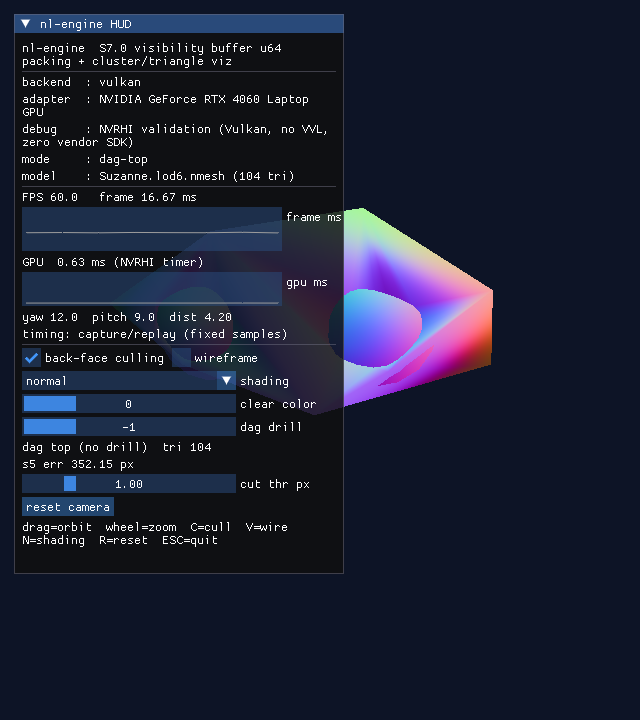 nl-engine HUD
nl-engine  S7.0 visibility buffer u64
packing + cluster/triangle viz
backend  : vulkan
adapter  : NVIDIA GeForce RTX 4060 Laptop
GPU
debug    : NVRHI validation (Vulkan, no VVL,
zero vendor SDK)
mode     : dag-top
model    : Suzanne.lod6.nmesh (104 tri)
FPS 60.0   frame 16.67 ms
frame ms
GPU  0.63 ms (NVRHI timer)
gpu ms
yaw 12.0  pitch 9.0  dist 4.20
timing: capture/replay (fixed samples)
back-face culling  wireframe
normal  shading
0  clear color
-1  dag drill
dag top (no drill)  tri 104
s5 err 352.15 px
1.00  cut thr px
reset camera
drag=orbit  wheel=zoom  C=cull  V=wire
N=shading  R=reset  ESC=quit